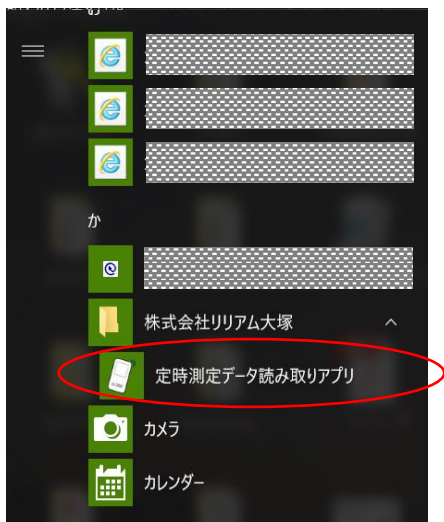 か
株式会社リリアム大塚
定時測定データ読み取りアプリ
カメラ
カレンダー